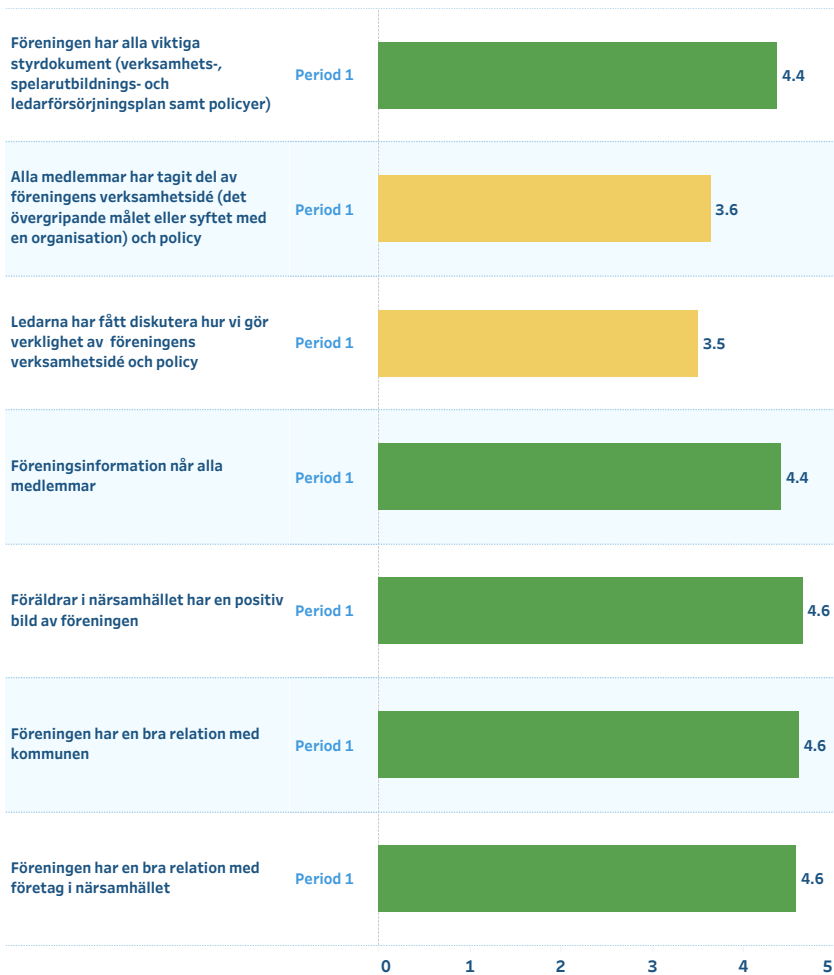 Föreningen har alla viktiga
styrdokument (verksamhets-,
spelarutbildnings- och
ledarförsörjningsplan samt policyer)
Period 1
4.4
Alla medlemmar har tagit del av
föreningens verksamhetsidé (det
övergripande målet eller syftet med
en organisation) och policy
Period 1
3.6
Ledarna har fått diskutera hur vi gör
verklighet av  föreningens
verksamhetsidé och policy
Period 1
3.5
Föreningsinformation når alla
medlemmar
Period 1
4.4
Föräldrar i närsamhället har en positiv
bild av föreningen
Period 1
4.6
Föreningen har en bra relation med
kommunen
Period 1
4.6
Föreningen har en bra relation med
företag i närsamhället
Period 1
4.6
0 1 2 3 4 5